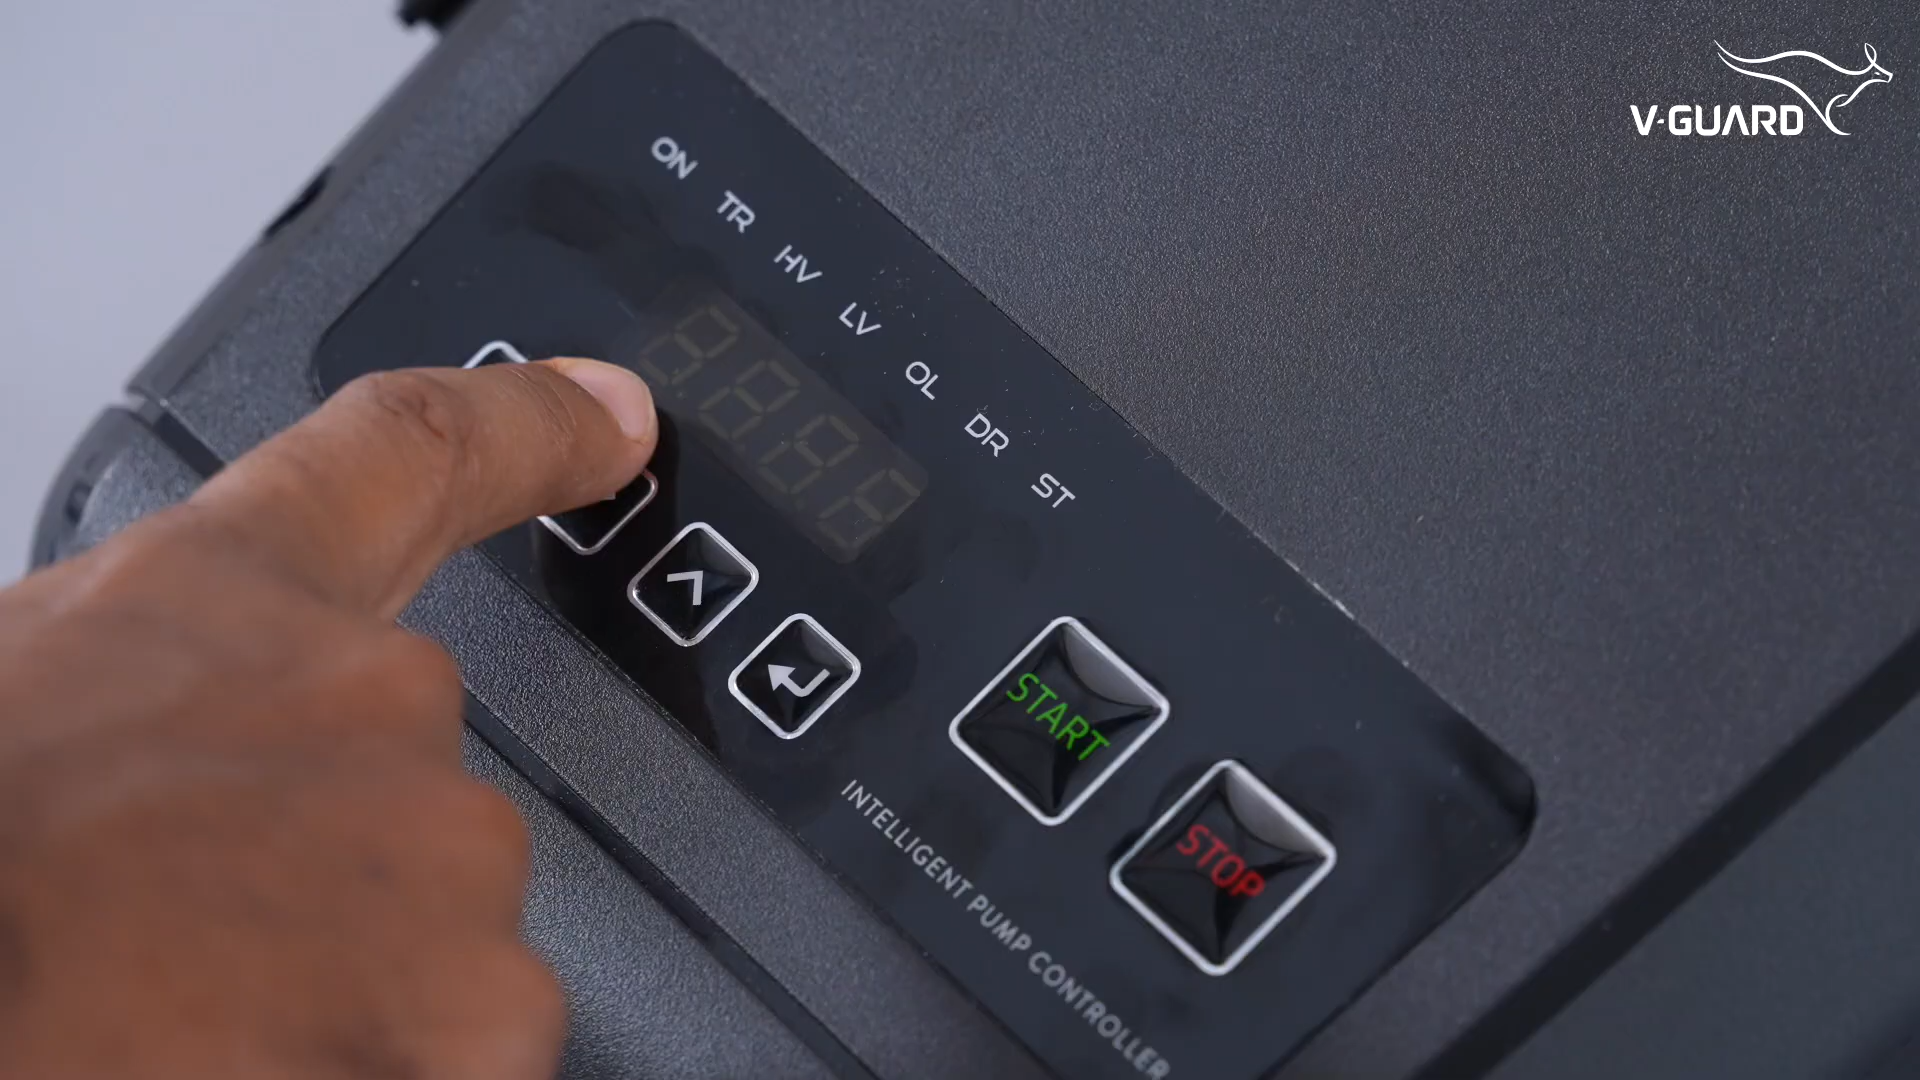 V-GUARD
ON
TR
HV
LV
OL
DR
ST
START
STOP
INTELLIGENT PUMP CONTROLLER